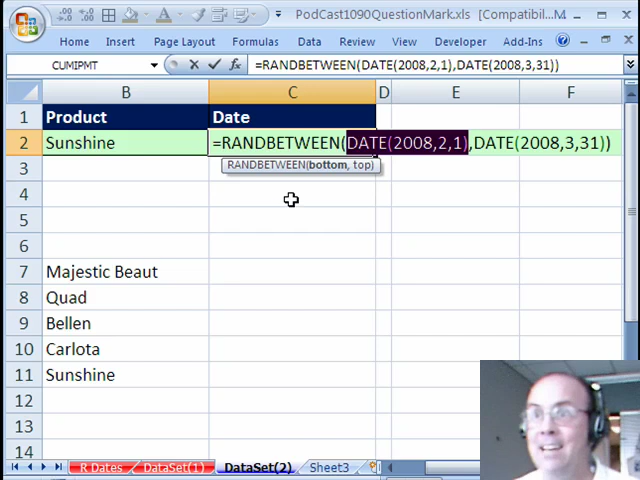 PodCast1090QuestionMark.xls [Compatibil... M...
Home Insert Page Layout Formulas Data Review View Developer Add-Ins
CUMIPMT fx =RANDBETWEEN(DATE(2008,2,1),DATE(2008,3,31))
B C D E F
1 Product Date
2 Sunshine =RANDBETWEEN(DATE(2008,2,1),DATE(2008,3,31))
RANDBETWEEN(bottom, top)
3
4
5
6
7 Majestic Beaut
8 Quad
9 Bellen
10 Carlota
11 Sunshine
12
13
14
R Dates DataSet(1) DataSet(2) Sheet3